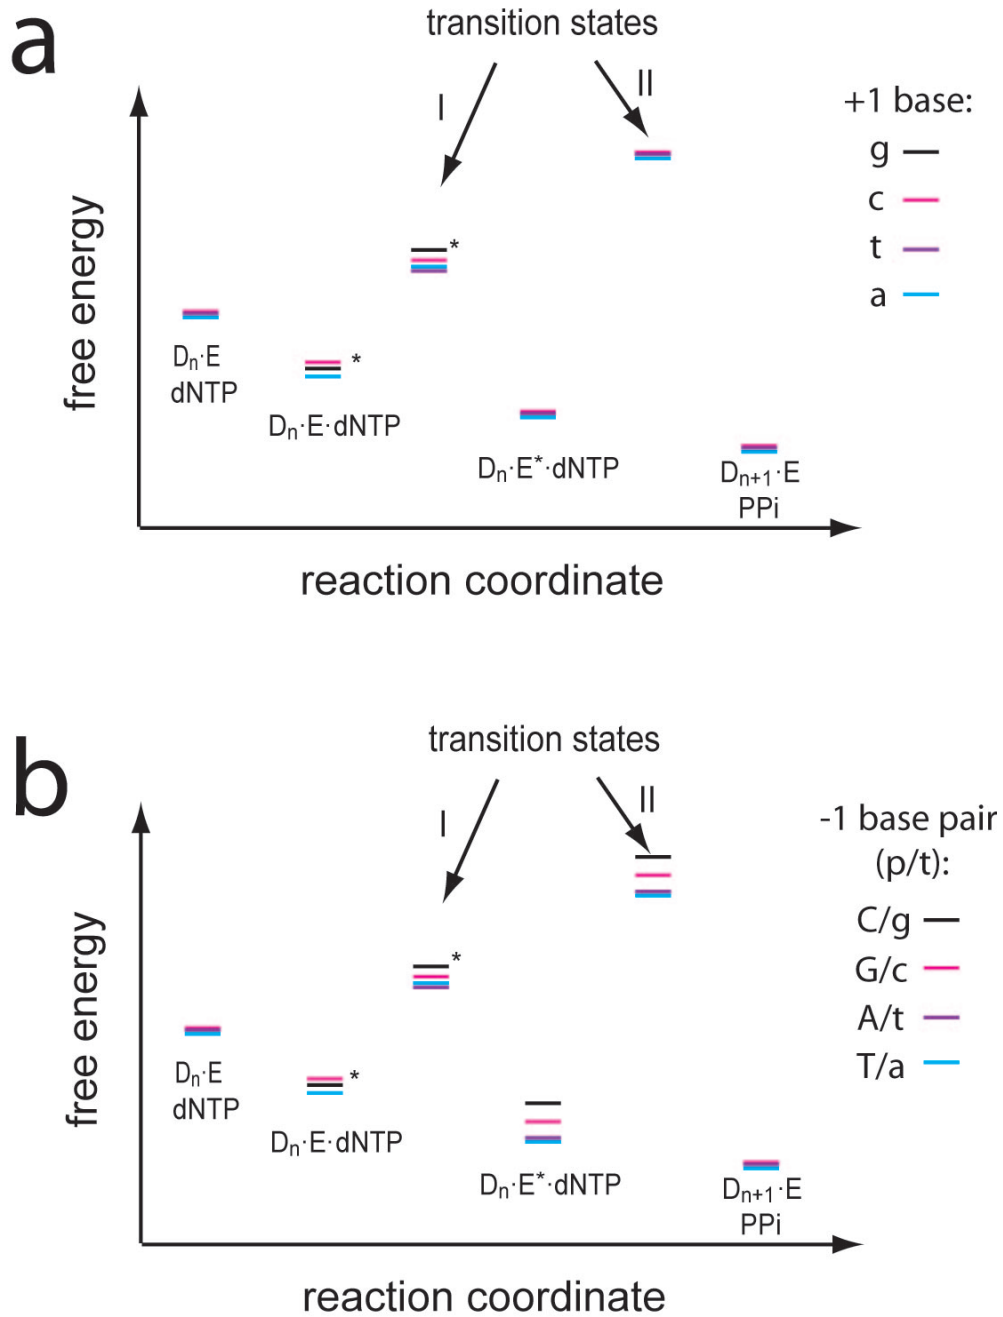 a
transition states
I
II
+1 base:
g
c
t
a
free energy
*
*
Dn·E
dNTP
Dn·E·dNTP
Dn·E*·dNTP
Dn+1·E
PPi
reaction coordinate
b
transition states
I
II
-1 base pair
(p/t):
C/g
G/c
A/t
T/a
free energy
*
*
Dn·E
dNTP
Dn·E·dNTP
Dn·E*·dNTP
Dn+1·E
PPi
reaction coordinate